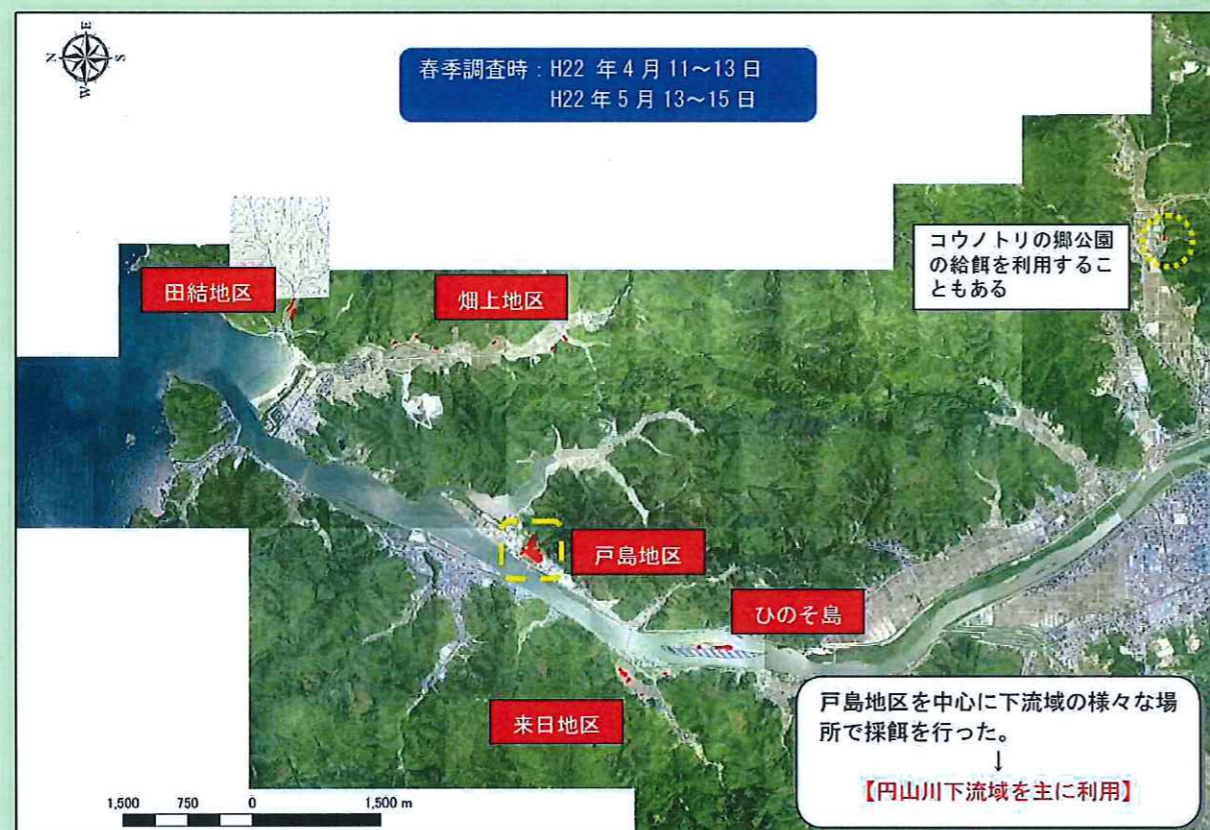 E
N
S
W
春季調査時：H22 年 4 月 11～13 日
H22 年 5 月 13～15 日
コウノトリの郷公園
の給餌を利用するこ
ともある
田結地区
畑上地区
戸島地区
ひのそ島
来日地区
戸島地区を中心に下流域の様々な場
所で採餌を行った。
↓
【円山川下流域を主に利用】
1,500 750 0 1,500 m